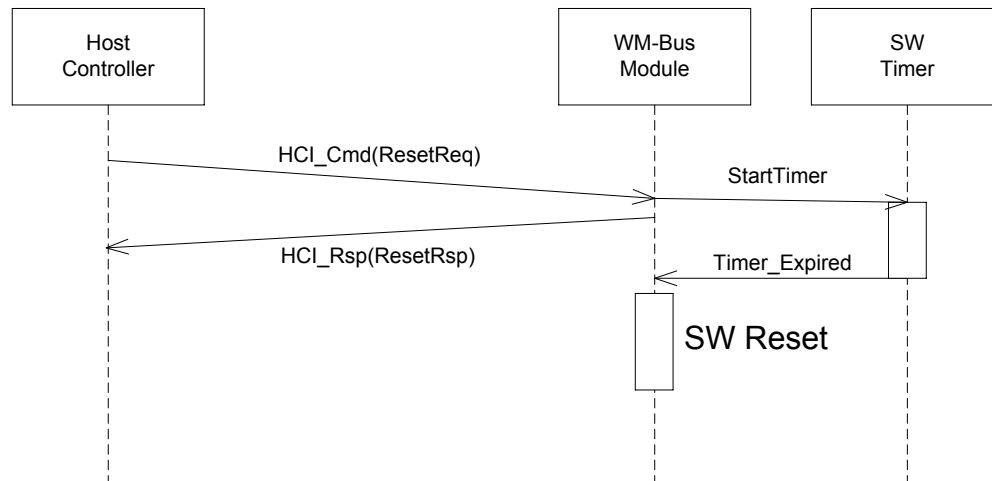 Host
Controller
WM-Bus
Module
SW
Timer
HCI_Cmd(ResetReq)
StartTimer
HCI_Rsp(ResetRsp)
Timer_Expired
SW Reset